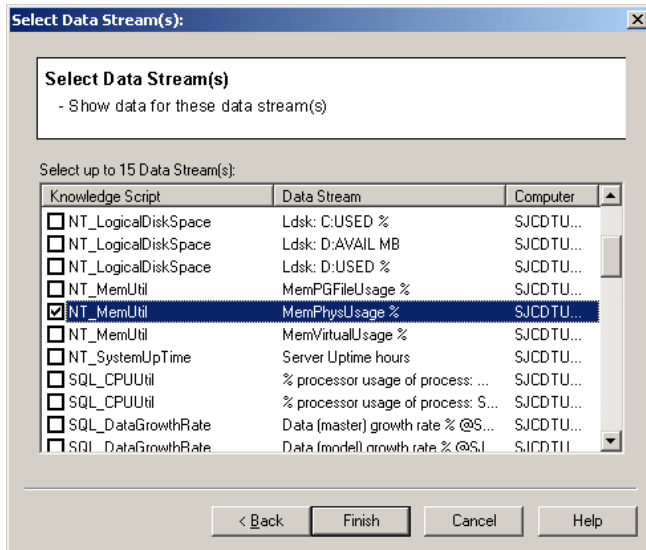 Select Data Stream(s):
Select Data Stream(s)
- Show data for these data stream(s)
Select up to 15 Data Stream(s):
Knowledge Script Data Stream Computer
NT_LogicalDiskSpace Ldsk: C:USED % SJCDTU...
NT_LogicalDiskSpace Ldsk: D:AVAIL MB SJCDTU...
NT_LogicalDiskSpace Ldsk: D:USED % SJCDTU...
NT_MemUtil MemPGFileUsage % SJCDTU...
NT_MemUtil MemPhysUsage % SJCDTU...
NT_MemUtil MemVirtualUsage % SJCDTU...
NT_SystemUpTime Server Uptime hours SJCDTU...
SQL_CPUUtil % processor usage of process: ... SJCDTU...
SQL_CPUUtil % processor usage of process: S... SJCDTU...
SQL_DataGrowthRate Data (master) growth rate % @S... SJCDTU...
SQL_DataGrowthRate Data (model) growth rate % @SJ... SJCDTU...
< Back Finish Cancel Help